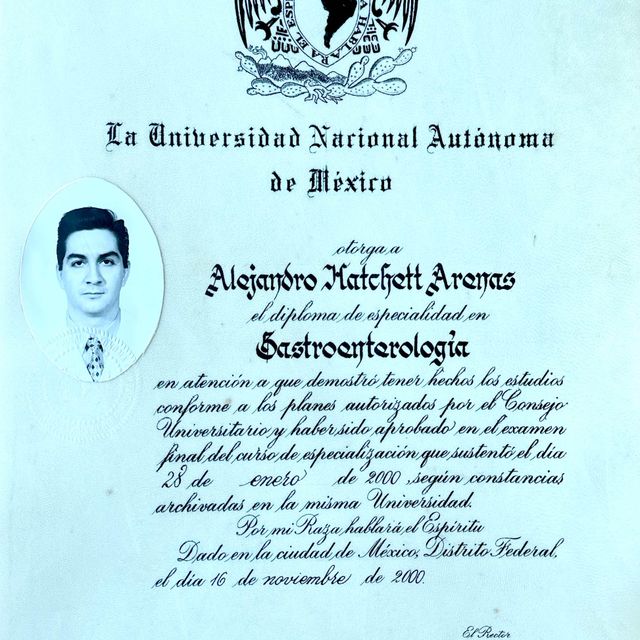 EL ESP
A HABLARA
La Universidad Nacional Autónoma
de México
otorga a
Alejandro Hatchett Arenas
el diploma de especialidad en
Gastroenterología
en atención a que demostró tener hechos los estudios
conforme a los planes autorizados por el Consejo
Universitario y haber sido aprobado en el examen
final del curso de especialización que sustentó el día
28 de enero de 2000, según constancias
archivadas en la misma Universidad.
Por mi Raza hablará el Espíritu
Dado en la ciudad de México, Distrito Federal,
el día 16 de noviembre de 2000.
El Rector